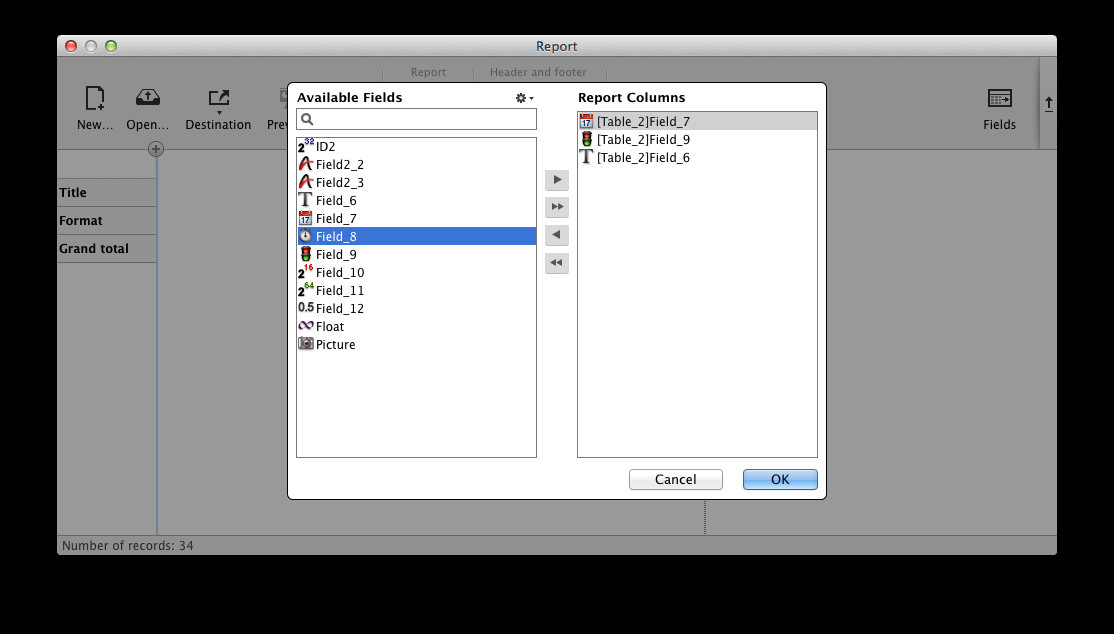 Report
Report
Header and footer
New...
Open...
Destination
Fields
Title
Format
Grand total
Available Fields
ID2
Field2_2
Field2_3
Field_6
Field_7
Field_8
Field_9
Field_10
Field_11
Field_12
Float
Picture
Report Columns
[Table_2]Field_7
[Table_2]Field_9
[Table_2]Field_6
Cancel
OK
Number of records: 34